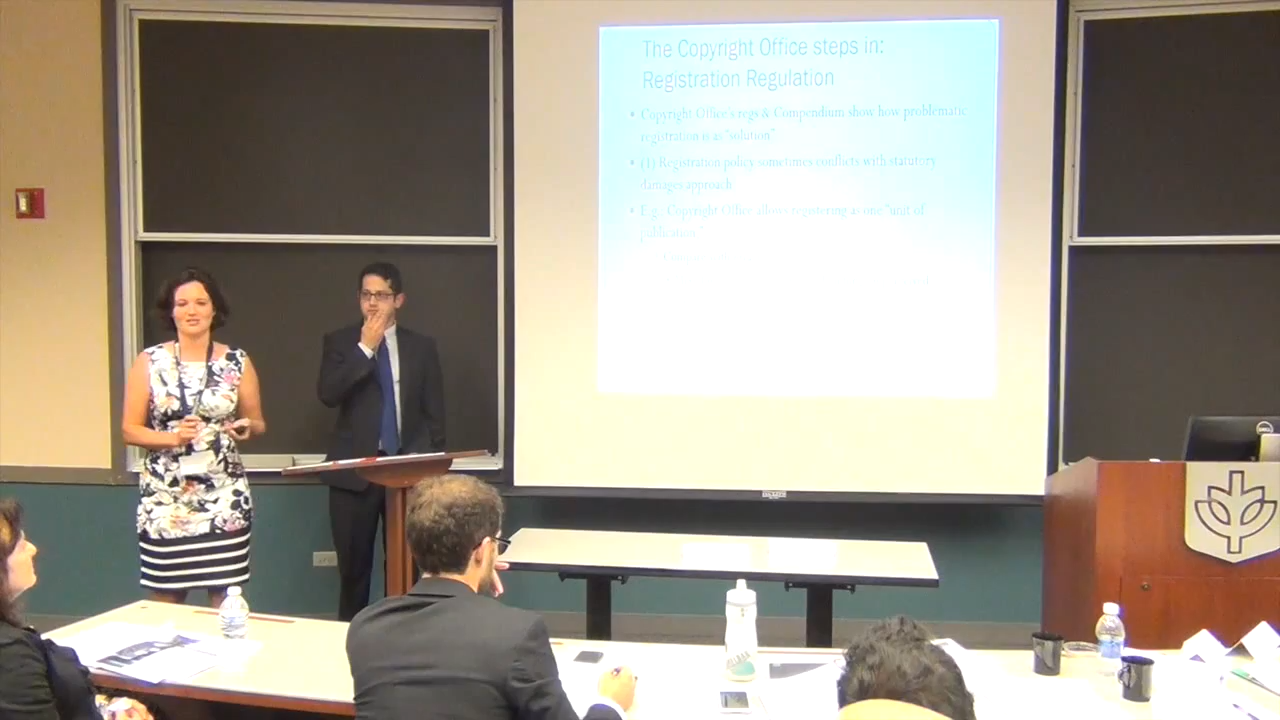 The Copyright Office steps in:
Registration Regulation
• Copyright Office's regs & Compendium show how problematic
registration is as "solution"
• (1) Registration policy sometimes conflicts with statutory
damages approach
• E.g., Copyright Office allows registering as one "unit of
publication"
DELL